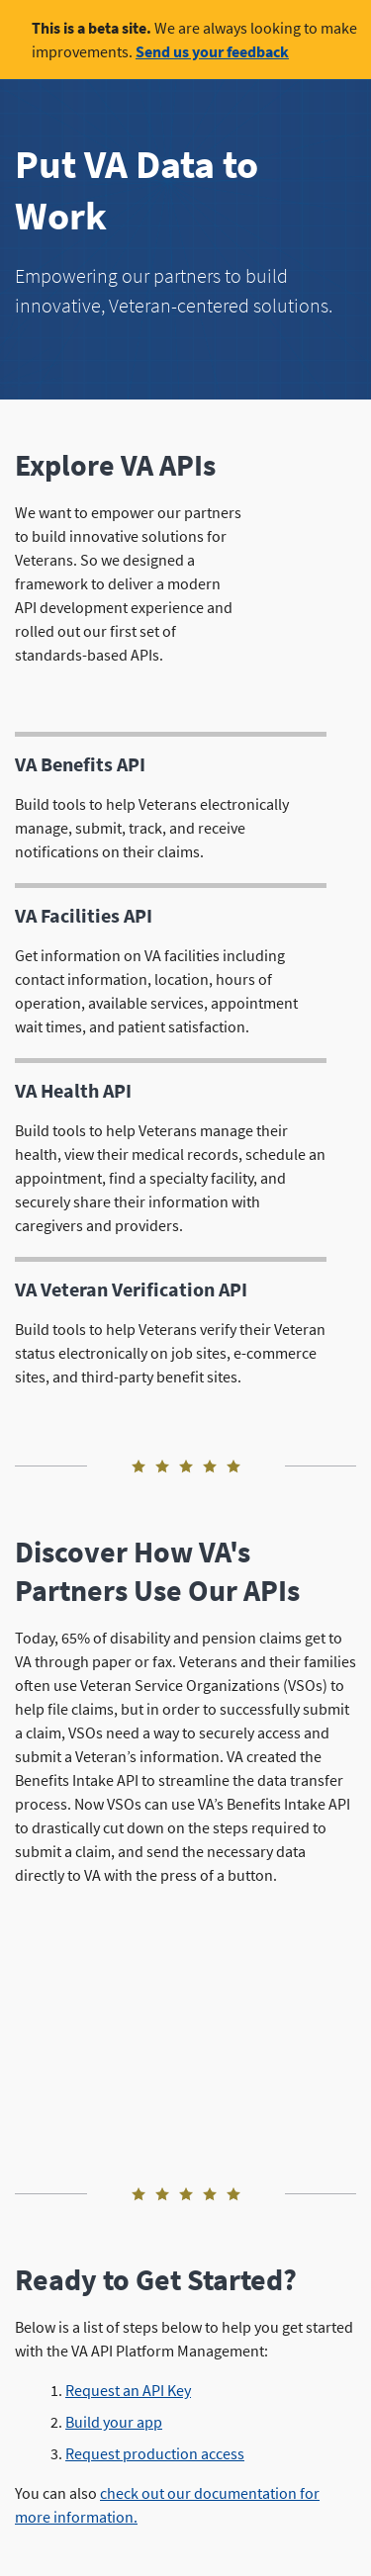 This is a beta site. We are always looking to make
improvements. Send us your feedback
Put VA Data to
Work
Empowering our partners to build
innovative, Veteran-centered solutions.
Explore VA APIs
We want to empower our partners
to build innovative solutions for
Veterans. So we designed a
framework to deliver a modern
API development experience and
rolled out our first set of
standards-based APIs.
VA Benefits API
Build tools to help Veterans electronically
manage, submit, track, and receive
notifications on their claims.
VA Facilities API
Get information on VA facilities including
contact information, location, hours of
operation, available services, appointment
wait times, and patient satisfaction.
VA Health API
Build tools to help Veterans manage their
health, view their medical records, schedule an
appointment, find a specialty facility, and
securely share their information with
caregivers and providers.
VA Veteran Verification API
Build tools to help Veterans verify their Veteran
status electronically on job sites, e-commerce
sites, and third-party benefit sites.
Discover How VA's
Partners Use Our APIs
Today, 65% of disability and pension claims get to
VA through paper or fax. Veterans and their families
often use Veteran Service Organizations (VSOs) to
help file claims, but in order to successfully submit
a claim, VSOs need a way to securely access and
submit a Veteran’s information. VA created the
Benefits Intake API to streamline the data transfer
process. Now VSOs can use VA’s Benefits Intake API
to drastically cut down on the steps required to
submit a claim, and send the necessary data
directly to VA with the press of a button.
Ready to Get Started?
Below is a list of steps below to help you get started
with the VA API Platform Management:
1. Request an API Key
2. Build your app
3. Request production access
You can also check out our documentation for
more information.